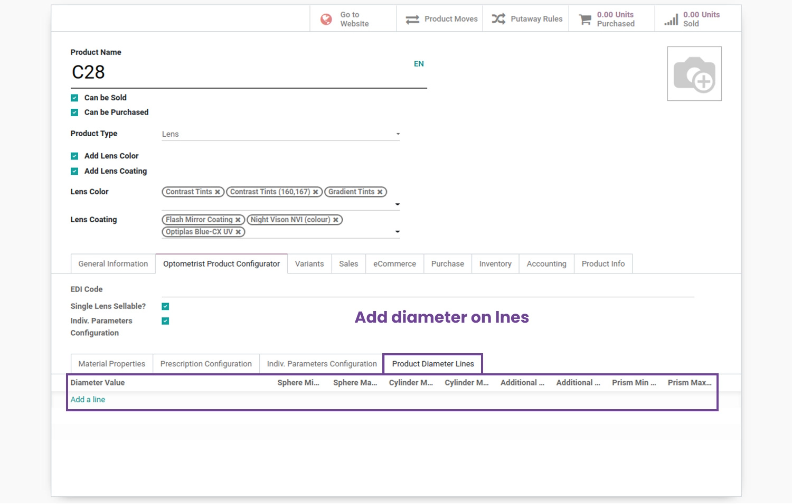 Go to
Website
Product Moves
Putaway Rules
0.00 Units
Purchased
0.00 Units
Sold
Product Name
C28
EN
Can be Sold
Can be Purchased
Product Type
Lens
Add Lens Color
Add Lens Coating
Lens Color
Contrast Tints ✖ Contrast Tints (160,167) ✖ Gradient Tints ✖
Lens Coating
Flash Mirror Coating ✖ Night Vison NVI (colour) ✖
Optiplas Blue-CX UV ✖
General Information Optometrist Product Configurator Variants Sales eCommerce Purchase Inventory Accounting Product Info
EDI Code
Single Lens Sellable?
Indiv. Parameters
Configuration
Add diameter on lnes
Material Properties Prescription Configuration Indiv. Parameters Configuration Product Diameter Lines
Diameter Value Sphere Mi... Sphere Ma... Cylinder M... Cylinder M... Additional ... Additional ... Prism Min ... Prism Max...
Add a line